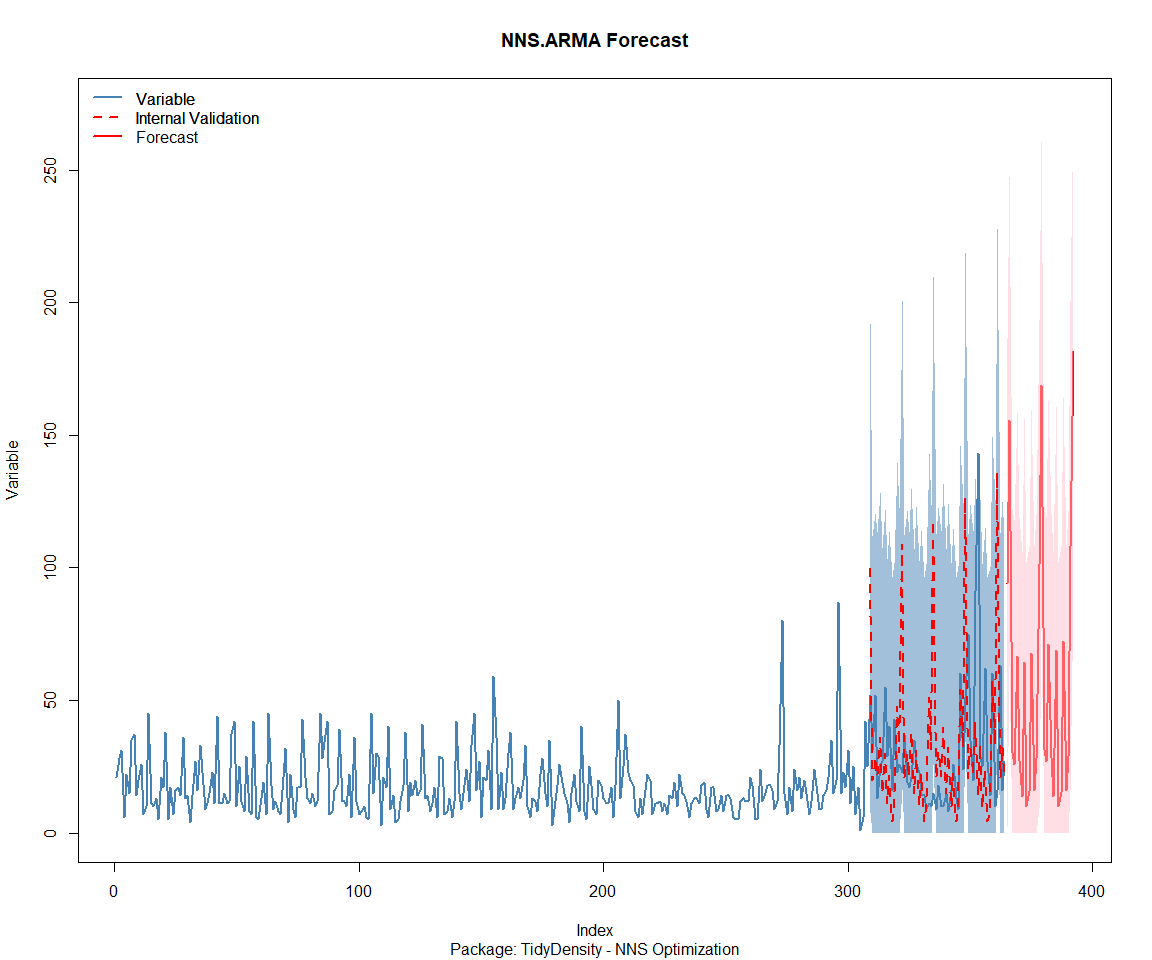 NNS.ARMA Forecast
Variable
Internal Validation
Forecast
250
200
150
100
50
0
Variable
0 100 200 300 400
Index
Package: TidyDensity - NNS Optimization